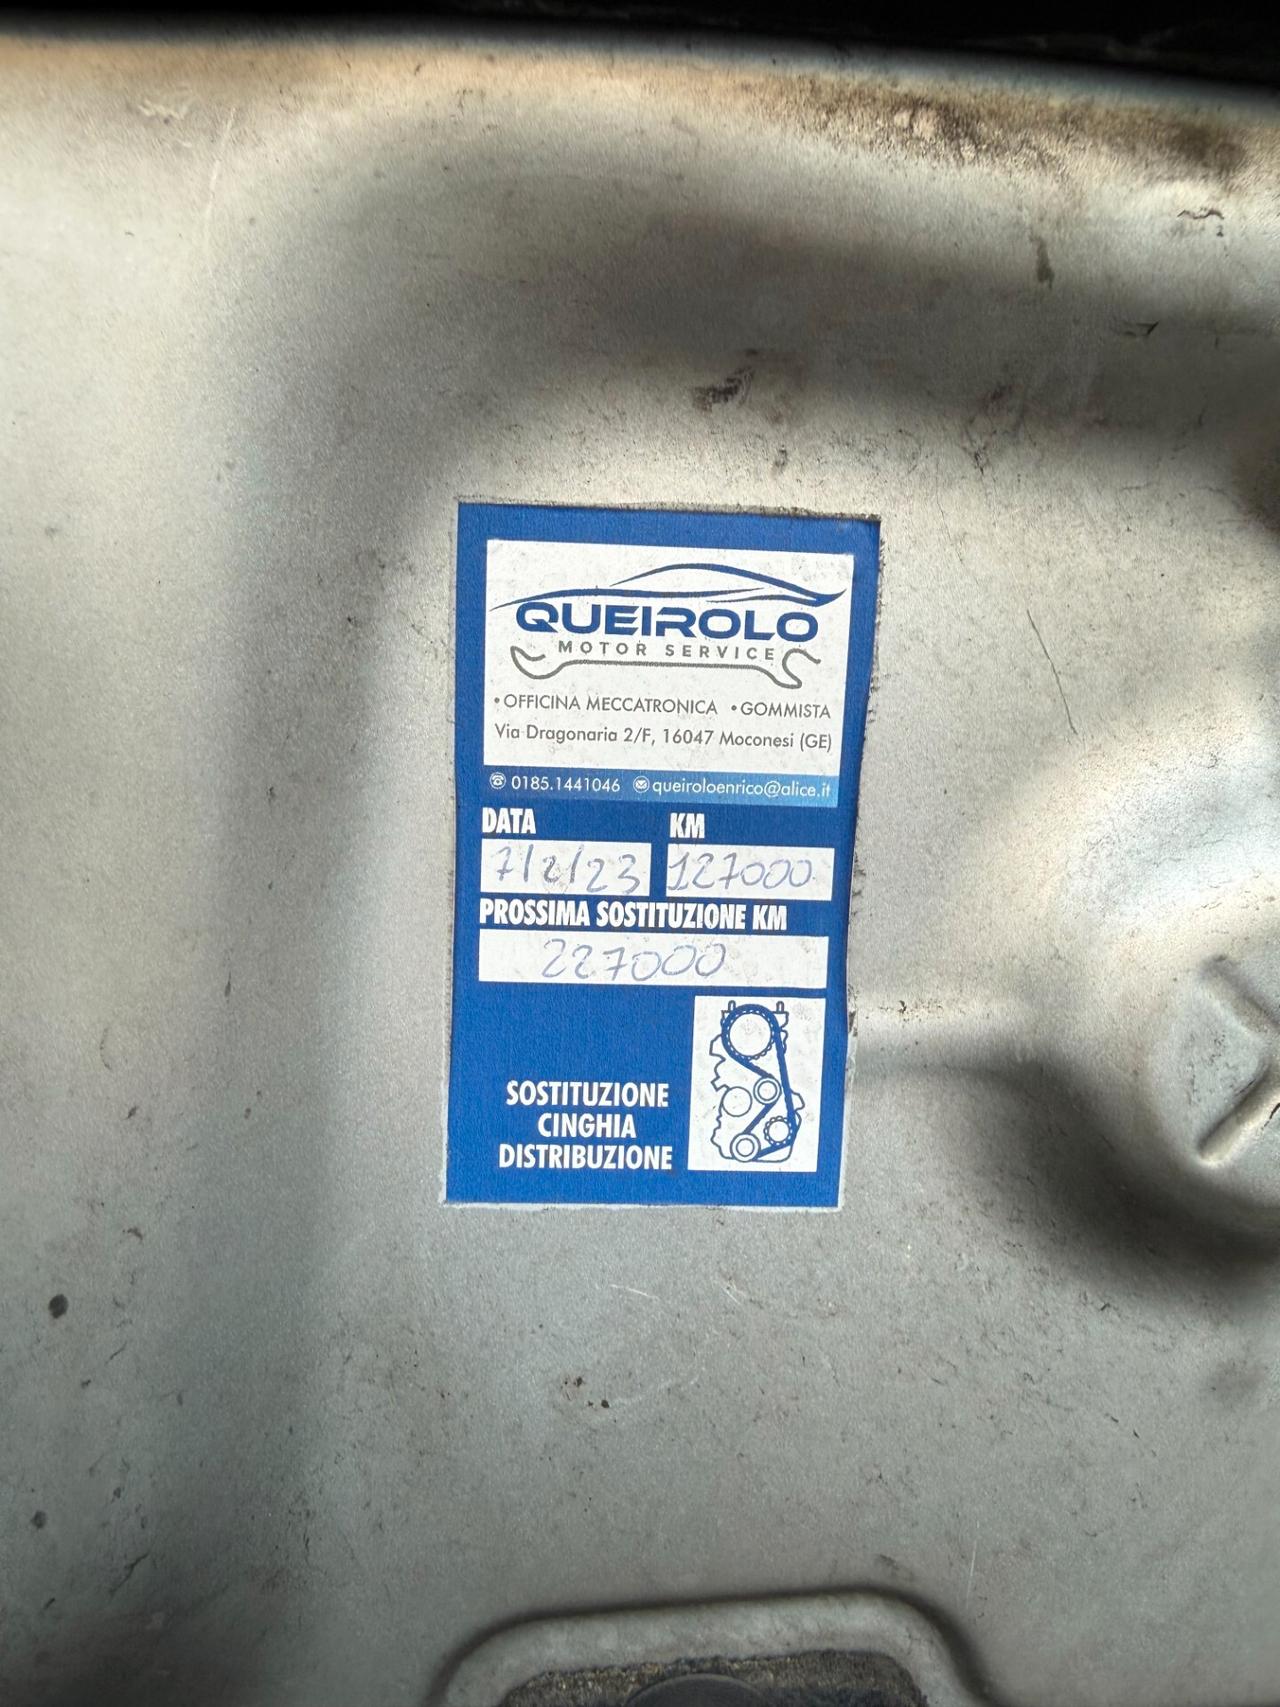 QUEIROLO
MOTOR SERVICE
• OFFICINA MECCATRONICA • GOMMISTA
Via Dragonaria 2/F, 16047 Moconesi (GE)
0185.1441046 queiroloenrico@alice.it
DATA KM
7/2/23 127000
PROSSIMA SOSTITUZIONE KM
227000
SOSTITUZIONE
CINGHIA
DISTRIBUZIONE